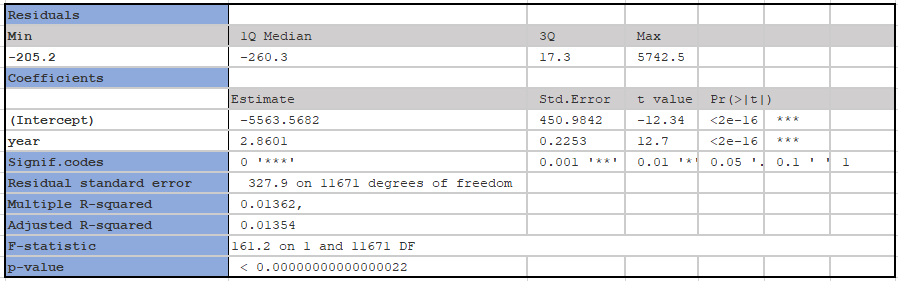 Residuals
Min 1Q Median 3Q Max
-205.2 -260.3 17.3 5742.5
Coefficients
Estimate Std.Error t value Pr(>|t|)
(Intercept) -5563.5682 450.9842 -12.34 <2e-16 ***
year 2.8601 0.2253 12.7 <2e-16 ***
Signif.codes 0 '***' 0.001 '**' 0.01 '*' 0.05 '. 0.1 ' ' 1
Residual standard error 327.9 on 11671 degrees of freedom
Multiple R-squared 0.01362,
Adjusted R-squared 0.01354
F-statistic 161.2 on 1 and 11671 DF
p-value < 0.00000000000000022